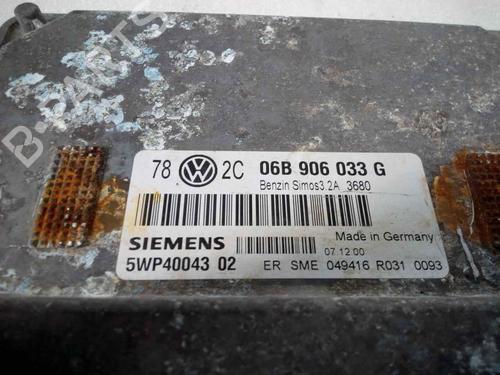 B-PARTS
78 2C 06B 906 033 G
Benzin Simos3.2A 3680
SIEMENS Made in Germany
07.12.00
5WP40043 02 ER SME 049416 R031 0093